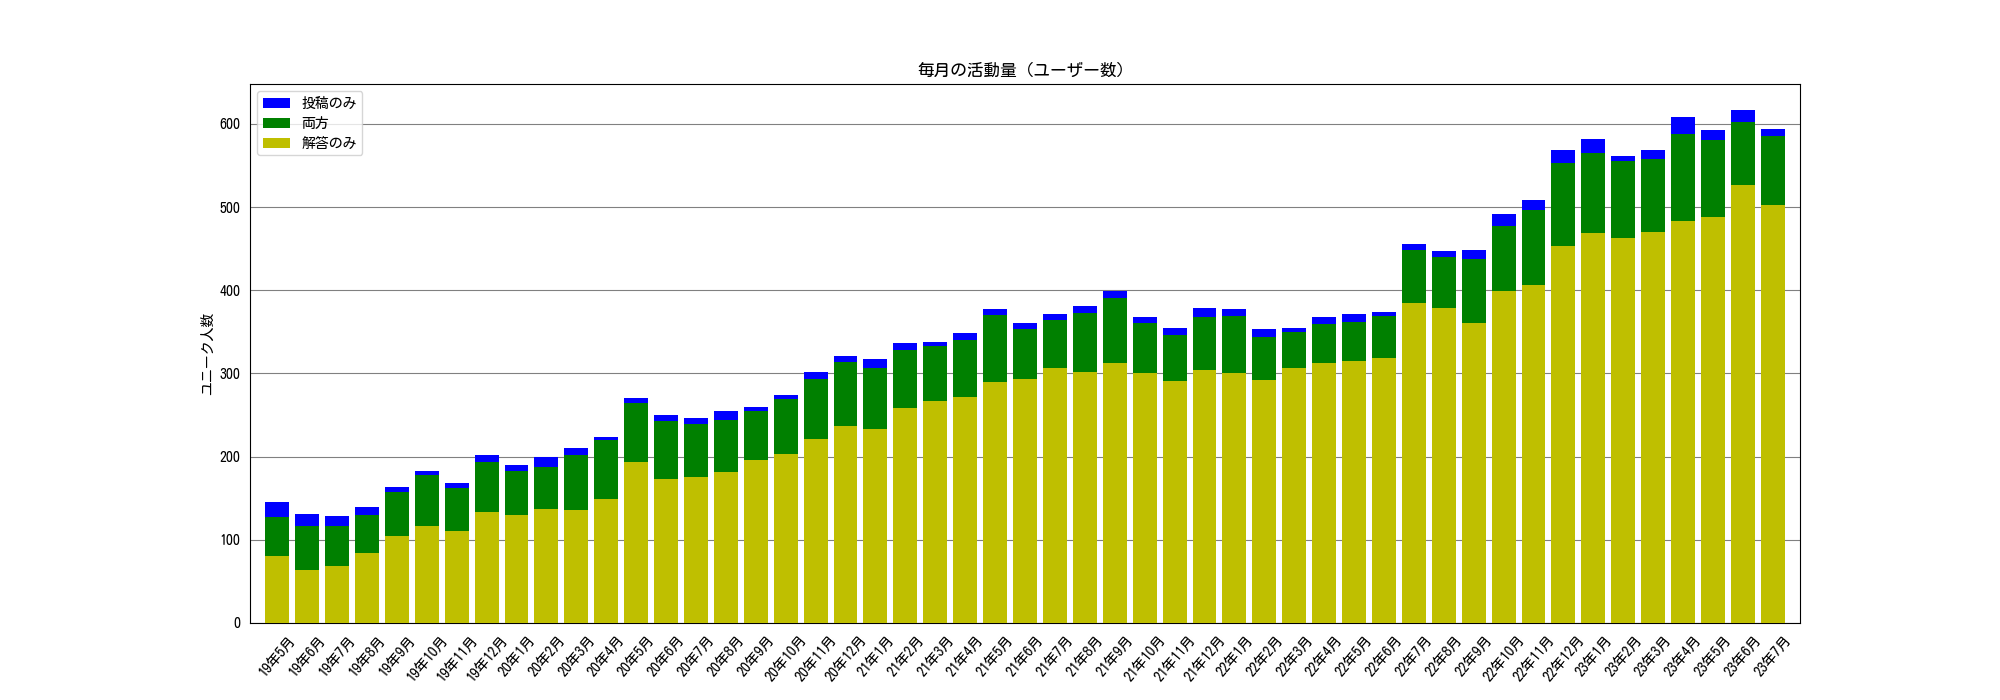 毎月の活動量（ユーザー数）
投稿のみ
両方
解答のみ
ユニーク人数
600
500
400
300
200
100
0
19年5月
19年6月
19年7月
19年8月
19年9月
19年10月
19年11月
19年12月
20年1月
20年2月
20年3月
20年4月
20年5月
20年6月
20年7月
20年8月
20年9月
20年10月
20年11月
20年12月
21年1月
21年2月
21年3月
21年4月
21年5月
21年6月
21年7月
21年8月
21年9月
21年10月
21年11月
21年12月
22年1月
22年2月
22年3月
22年4月
22年5月
22年6月
22年7月
22年8月
22年9月
22年10月
22年11月
22年12月
23年1月
23年2月
23年3月
23年4月
23年5月
23年6月
23年7月